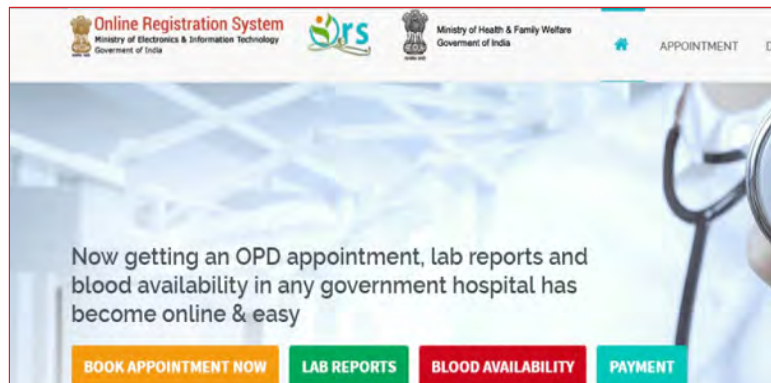 Online Registration System
Ministry of Electronics & Information Technology
Goverment of India
Ors
Ministry of Health & Family Welfare
Goverment of India
APPOINTMENT
D
Now getting an OPD appointment, lab reports and
blood availability in any government hospital has
become online & easy
BOOK APPOINTMENT NOW
LAB REPORTS
BLOOD AVAILABILITY
PAYMENT